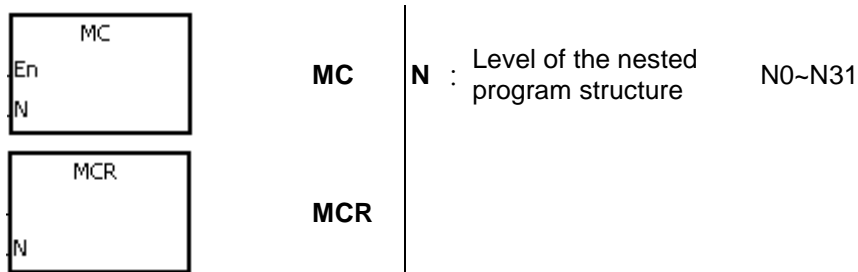 MC
En
N
MC
N : Level of the nested program structure N0~N31
MCR
N
MCR